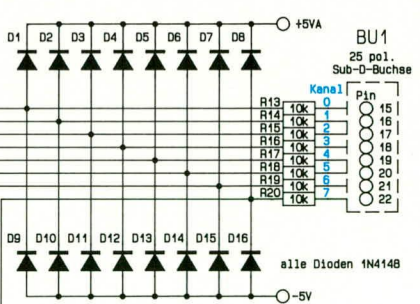 D1 D2 D3 D4 D5 D6 D7 D8
+5VA
BU1
25 pol.
Sub-D-Buchse
Kanal
Pin
R13 10k 0 15
R14 10k 1 16
R15 10k 2 17
R16 10k 3 18
R17 10k 4 19
R18 10k 5 20
R19 10k 6 21
R20 10k 7 22
D9 D10 D11 D12 D13 D14 D15 D16
alle Dioden 1N4148
-5V